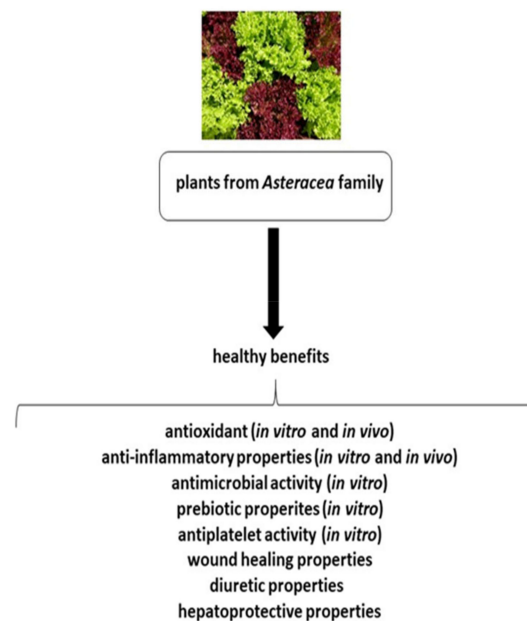 plants from Asteracea family
healthy benefits
antioxidant (in vitro and in vivo)
anti-inflammatory properties (in vitro and in vivo)
antimicrobial activity (in vitro)
prebiotic properites (in vitro)
antiplatelet activity (in vitro)
wound healing properties
diuretic properties
hepatoprotective properties